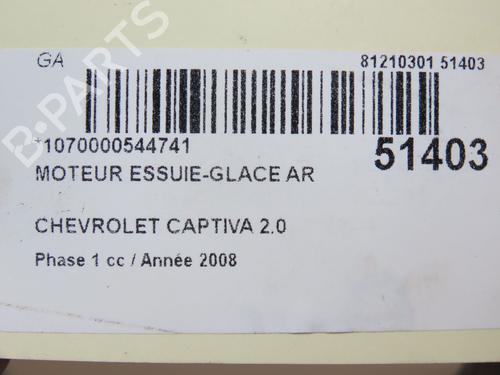 GA
81210301 51403
*1070000544741
51403
MOTEUR ESSUIE-GLACE AR
CHEVROLET CAPTIVA 2.0
Phase 1 cc / Année 2008
B-PARTS